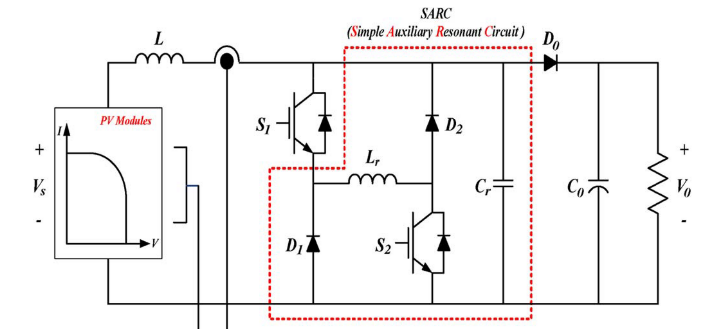 SARC
(Simple Auxiliary Resonant Circuit)
L
D0
PV Modules
I
S1
D2
+
Vs
-
Lr
Cr
C0
+
V0
-
D1
S2
V